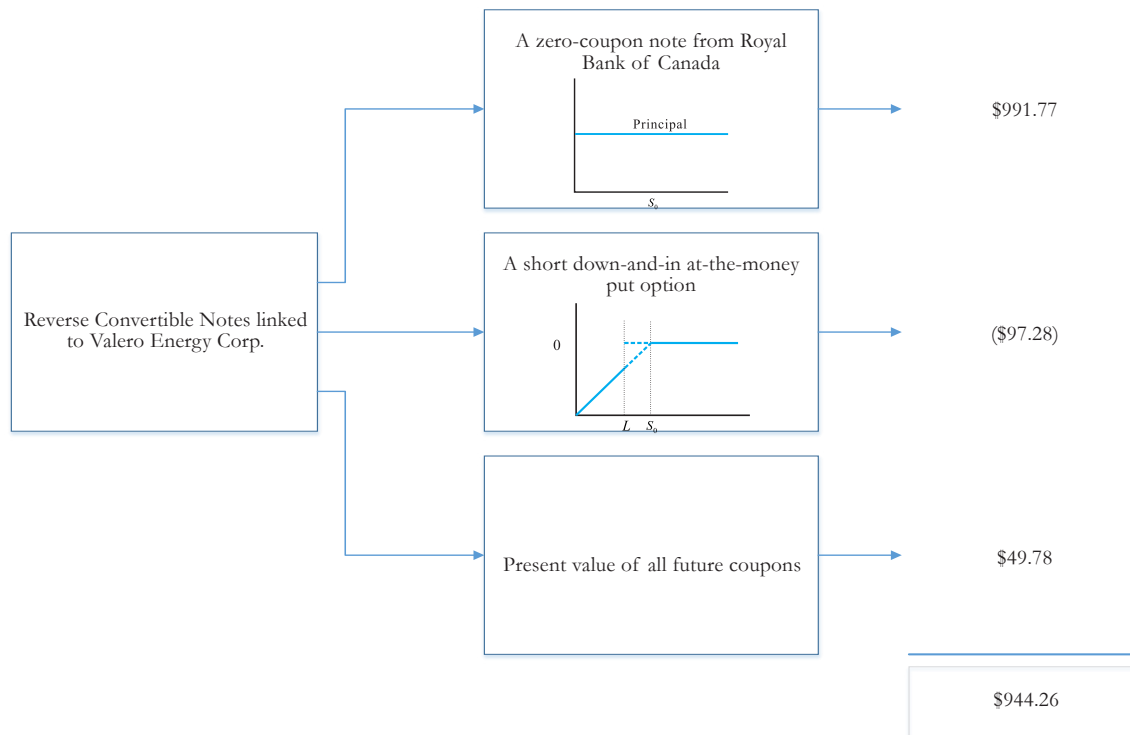 A zero-coupon note from Royal
Bank of Canada
Principal
S₀
$991.77
Reverse Convertible Notes linked
to Valero Energy Corp.
A short down-and-in at-the-money
put option
0
L S₀
($97.28)
Present value of all future coupons
$49.78
$944.26